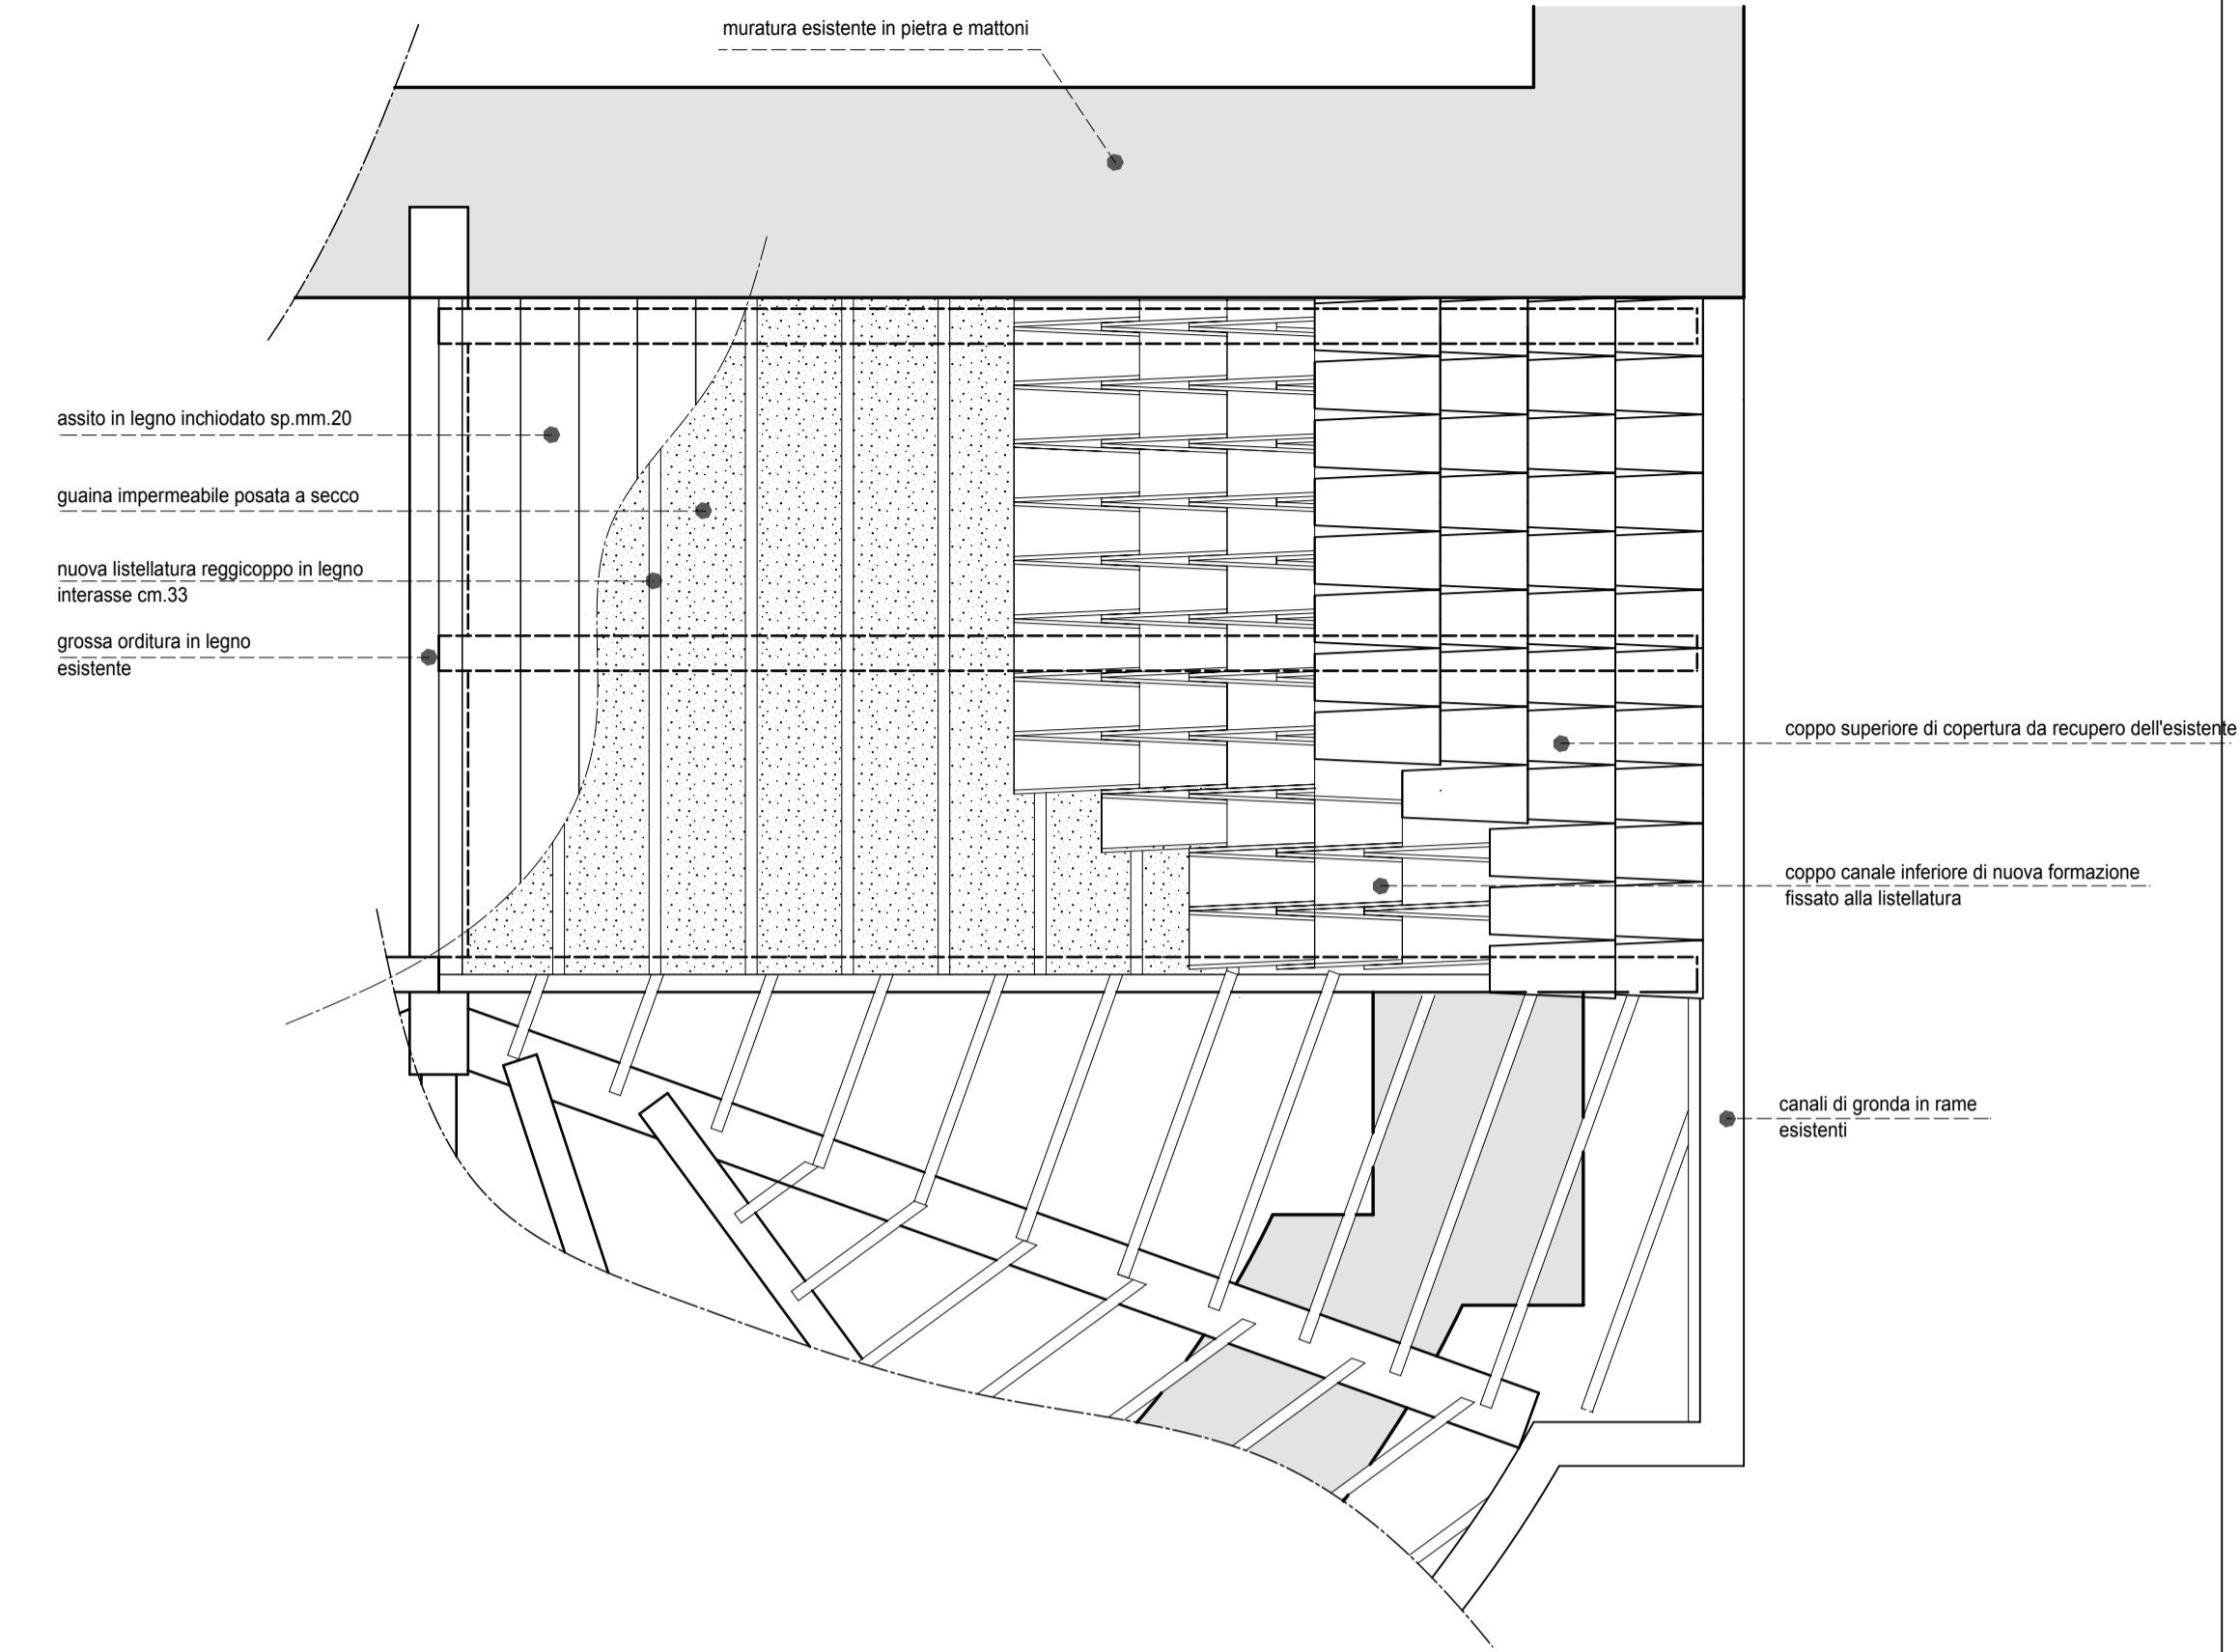 muratura esistente in pietra e mattoni
assito in legno inchiodato sp.mm.20
guaina impermeabile posata a secco
nuova listellatura reggicoppo in legno
interasse cm.33
grossa orditura in legno
esistente
coppo superiore di copertura da recupero dell'esistente
coppo canale inferiore di nuova formazione
fissato alla listellatura
canali di gronda in rame
esistenti